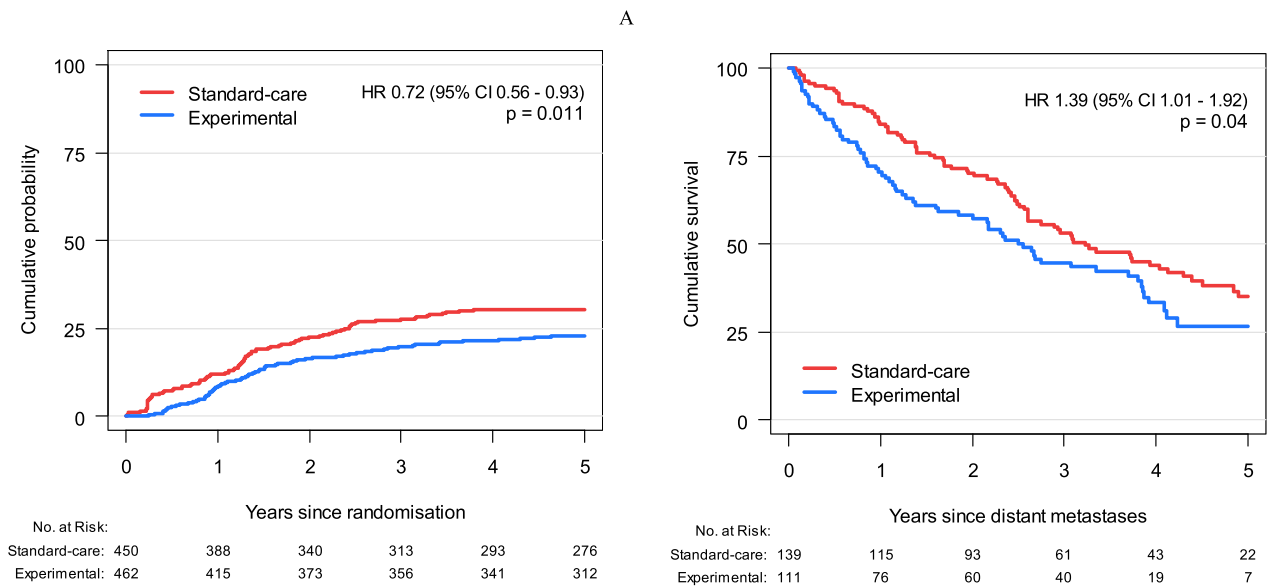 A
100
75
50
25
0
Cumulative probability
Standard-care
Experimental
HR 0.72 (95% CI 0.56 - 0.93)
p = 0.011
0 1 2 3 4 5
Years since randomisation
No. at Risk:
Standard-care: 450 388 340 313 293 276
Experimental: 462 415 373 356 341 312
100
75
50
25
0
Cumulative survival
HR 1.39 (95% CI 1.01 - 1.92)
p = 0.04
Standard-care
Experimental
0 1 2 3 4 5
Years since distant metastases
No. at Risk:
Standard-care: 139 115 93 61 43 22
Experimental: 111 76 60 40 19 7